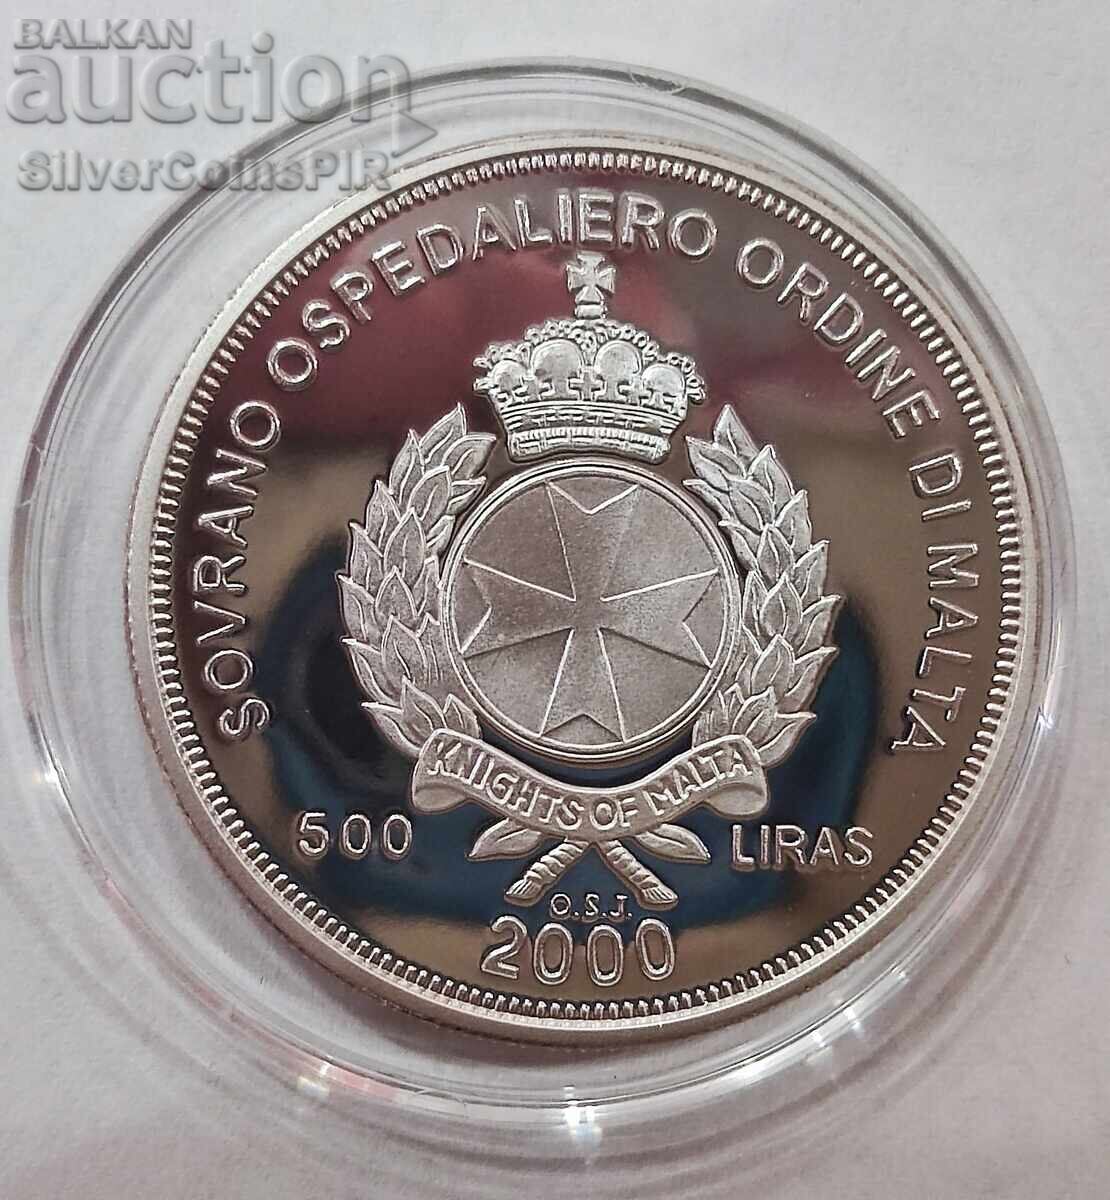 BALKAN
auction
SilverCoinsPIR
SOVRANO OSPEDALIERO ORDINE DI MALTA
KNIGHTS OF MALTA
500 LIRAS
O.S.J.
2000